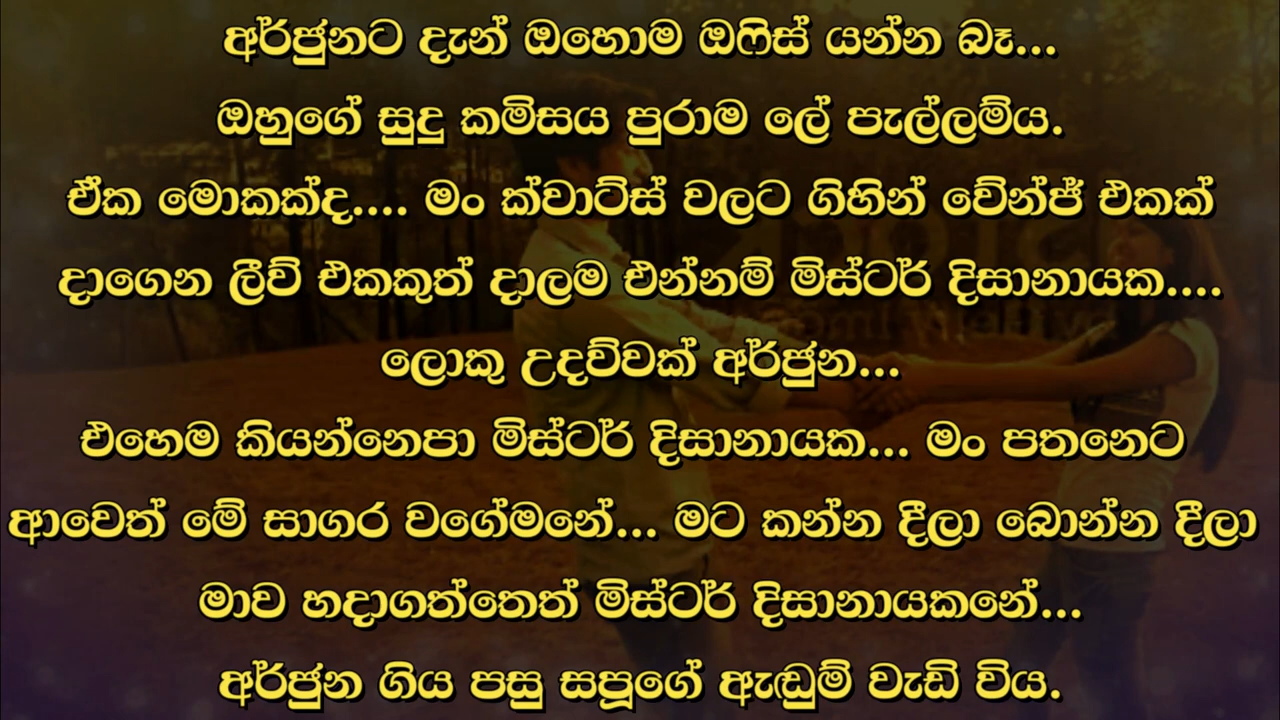 අර්ජුනට දැන් ඔහොම ඔෆිස් යන්න බෑ...
ඔහුගේ සුදු කමිසය පුරාම ලේ පැල්ලම්ය.
ඒක මොකක්ද.... මං ක්වාට්ස් වලට ගිහින් චේන්ජ් එකක්
දාගෙන ලීව් එකකුත් දාලම එන්නම් මිස්ටර් දිසානායක....
ලොකු උදව්වක් අර්ජුන...
එහෙම කියන්නෙපා මිස්ටර් දිසානායක... මං පතනෙට
ආවෙත් මේ සාගර වගේමනේ... මට කන්න දීලා බොන්න දීලා
මාව හදාගත්තෙත් මිස්ටර් දිසානායකනේ...
අර්ජුන ගිය පසු සපූගේ ඇඬුම් වැඩි විය.